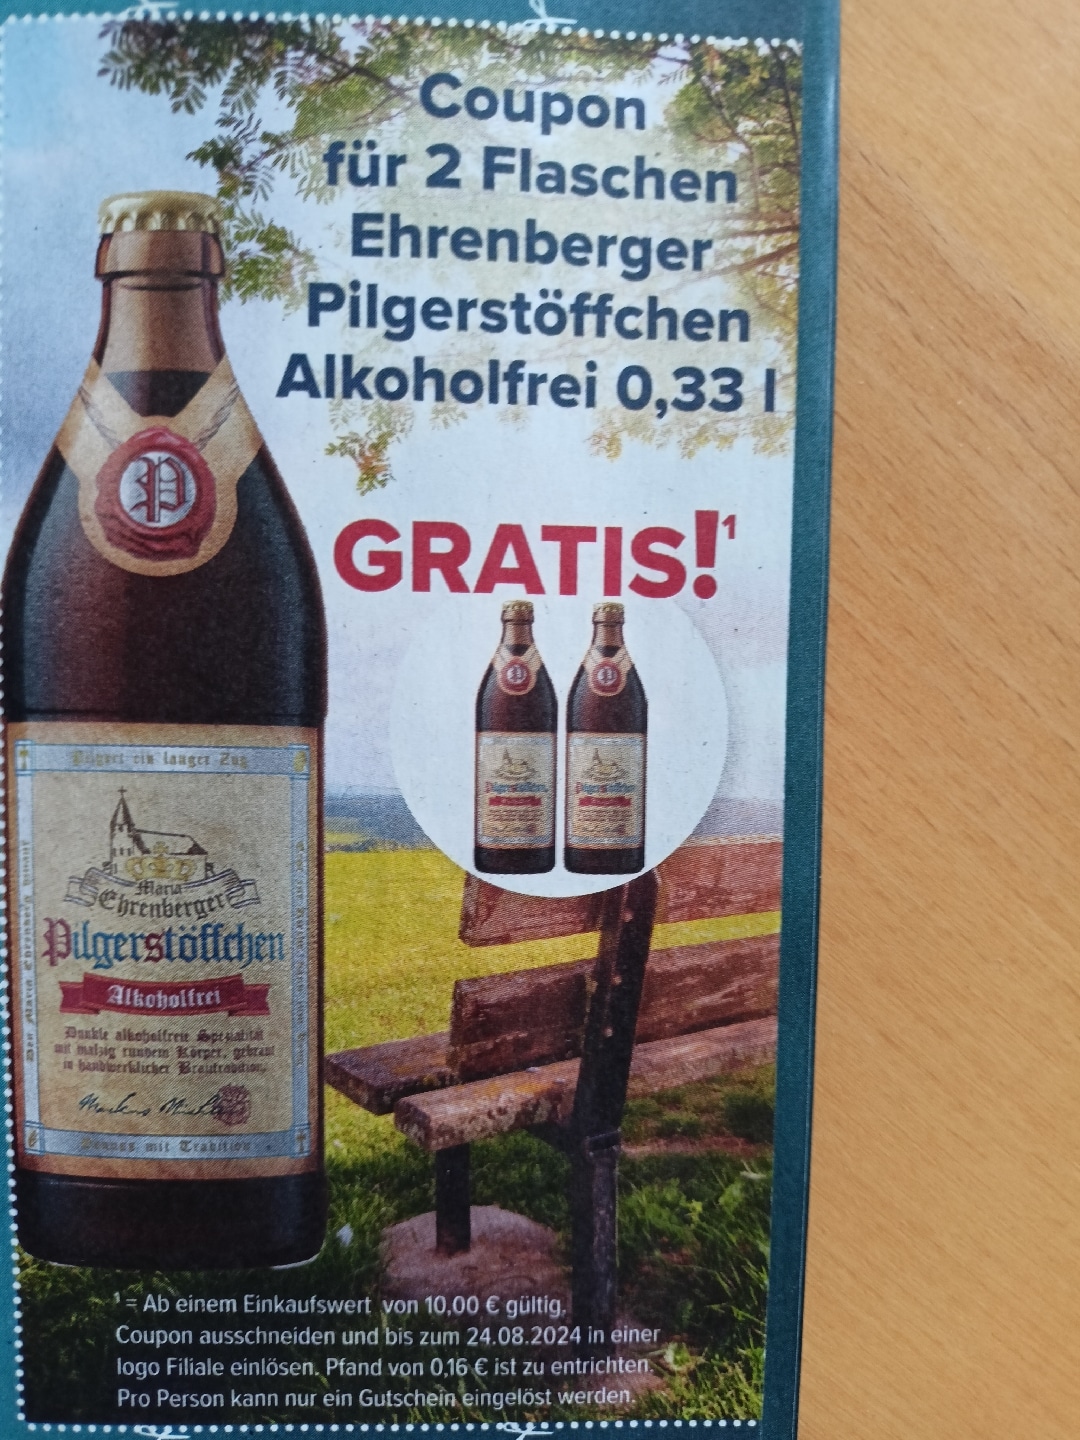 Coupon
für 2 Flaschen
Ehrenberger
Pilgerstöffchen
Alkoholfrei 0,33 l
GRATIS!¹
P
Pilgert ein langer Zug
Maria
Ehrenberger
Pilgerstöffchen
Alkoholfrei
Dunkle alkoholfreie Spezialität
mit malzig rundem Körper, gebraut
in handwerklicher Brautradition.
Genuss mit Tradition
¹ = Ab einem Einkaufswert von 10,00 € gültig.
Coupon ausschneiden und bis zum 24.08.2024 in einer
logo Filiale einlösen. Pfand von 0,16 € ist zu entrichten.
Pro Person kann nur ein Gutschein eingelöst werden.